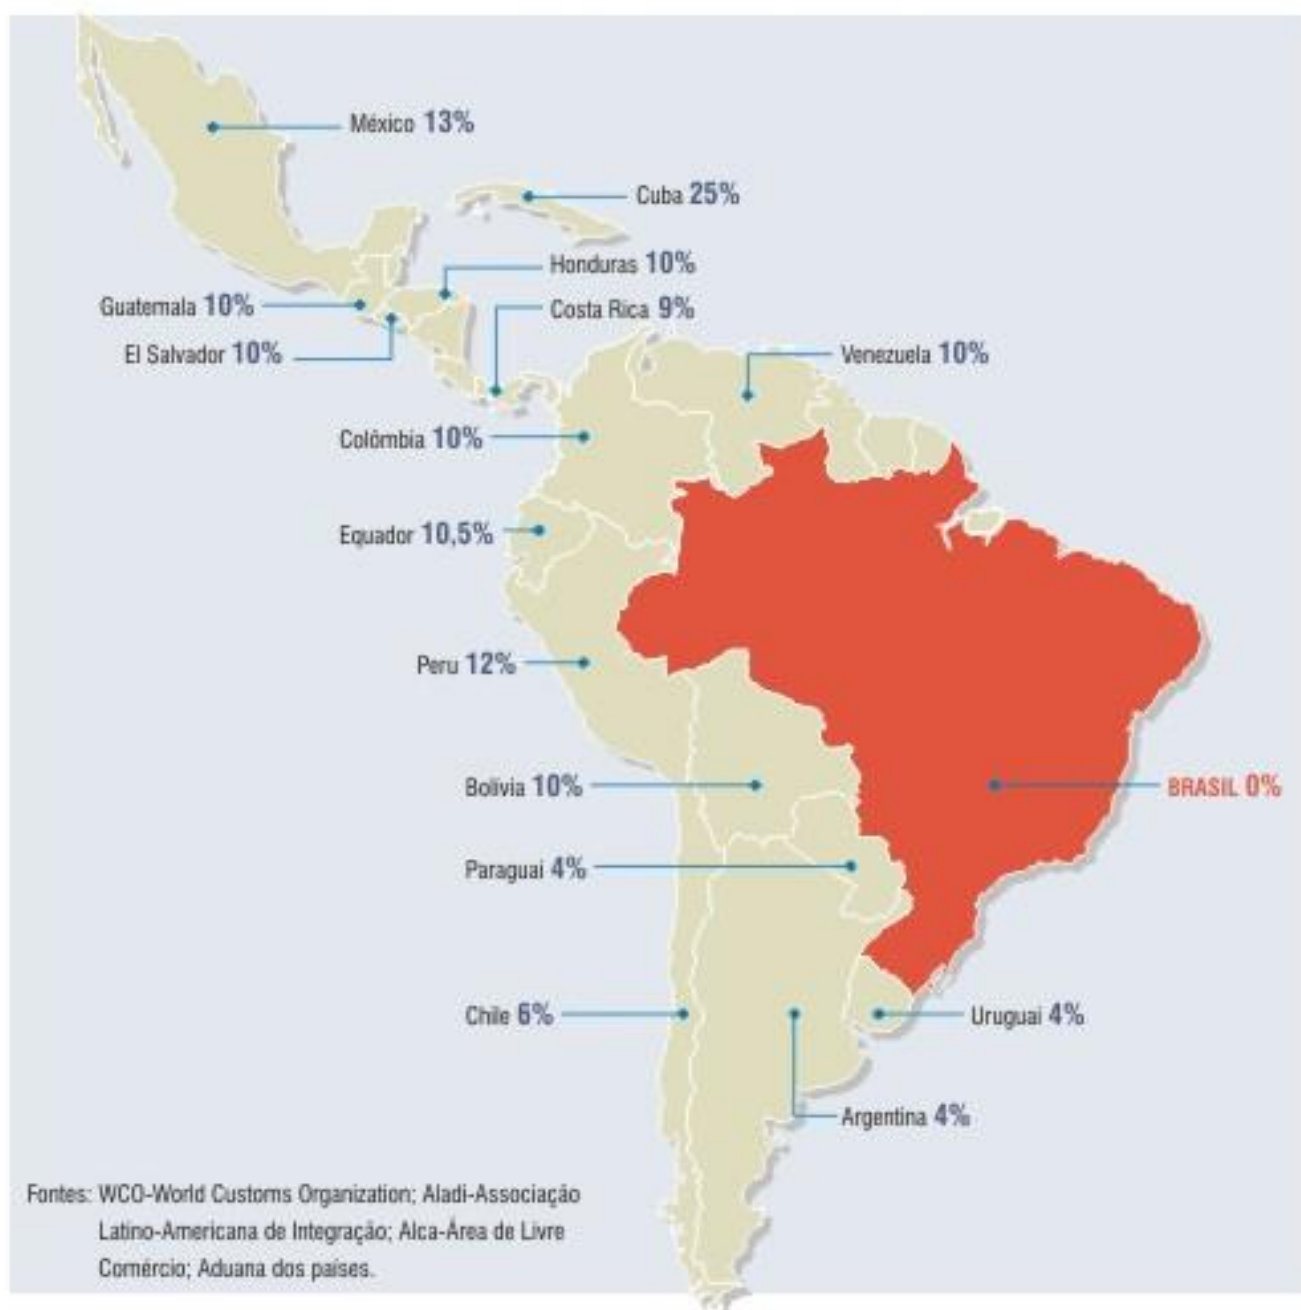 México 13%
Cuba 25%
Honduras 10%
Guatemala 10%
Costa Rica 9%
El Salvador 10%
Venezuela 10%
Colômbia 10%
Equador 10,5%
Peru 12%
Bolívia 10%
BRASIL 0%
Paraguai 4%
Chile 6%
Uruguai 4%
Argentina 4%
Fontes: WCO-World Customs Organization; Aladi-Associação
Latino-Americana de Integração; Alca-Área de Livre
Comércio; Aduana dos países.